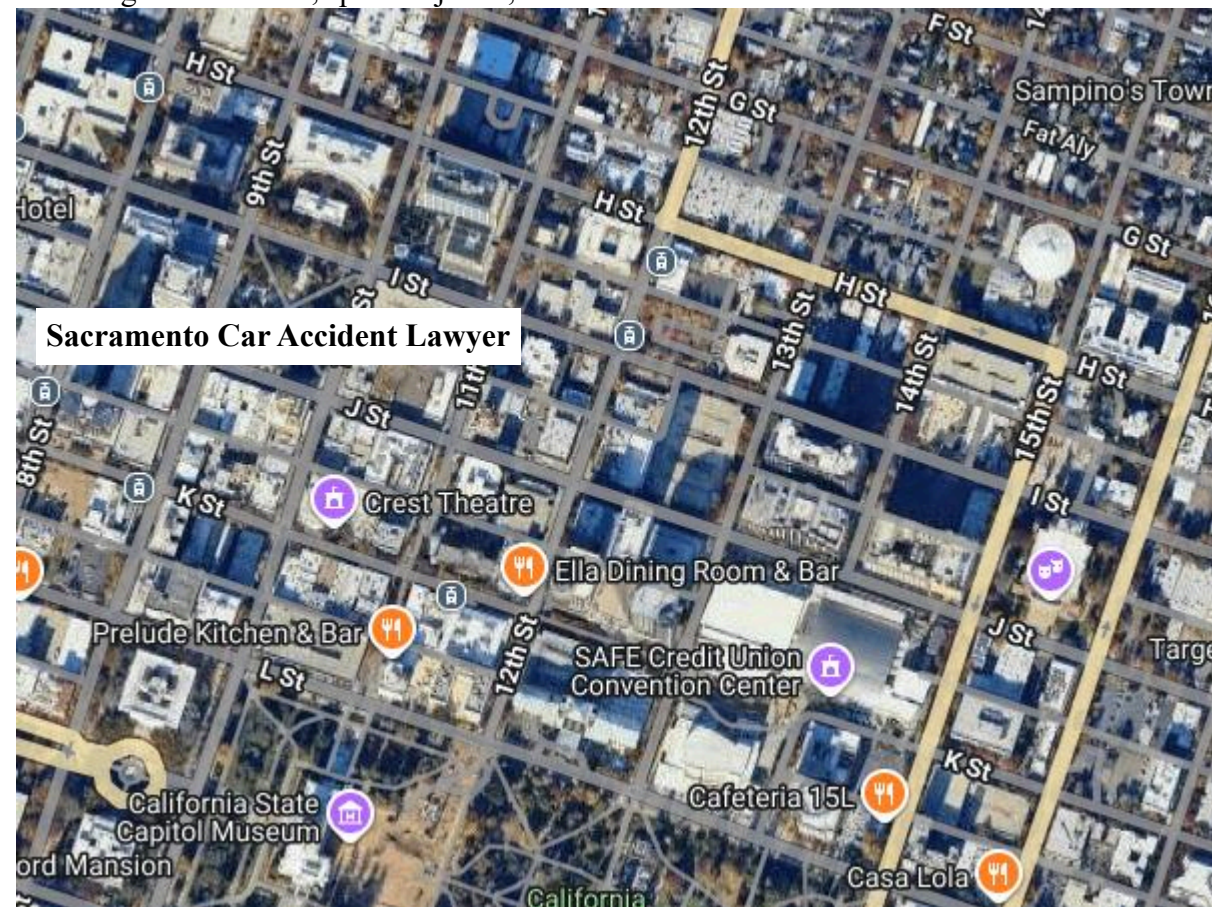 F St
H St
12th St
G St
Sampino's Town
Fat Aly
9th St
Hotel
H St
G St
I St
H St
13th St
Sacramento Car Accident Lawyer
14th St
H St
11th
15th St
J St
8th St
K St
Crest Theatre
I St
Ella Dining Room & Bar
Prelude Kitchen & Bar
12th St
J St
SAFE Credit Union
Convention Center
Targe
L St
K St
Cafeteria 15L
California State
Capitol Museum
ord Mansion
Casa Lola
California